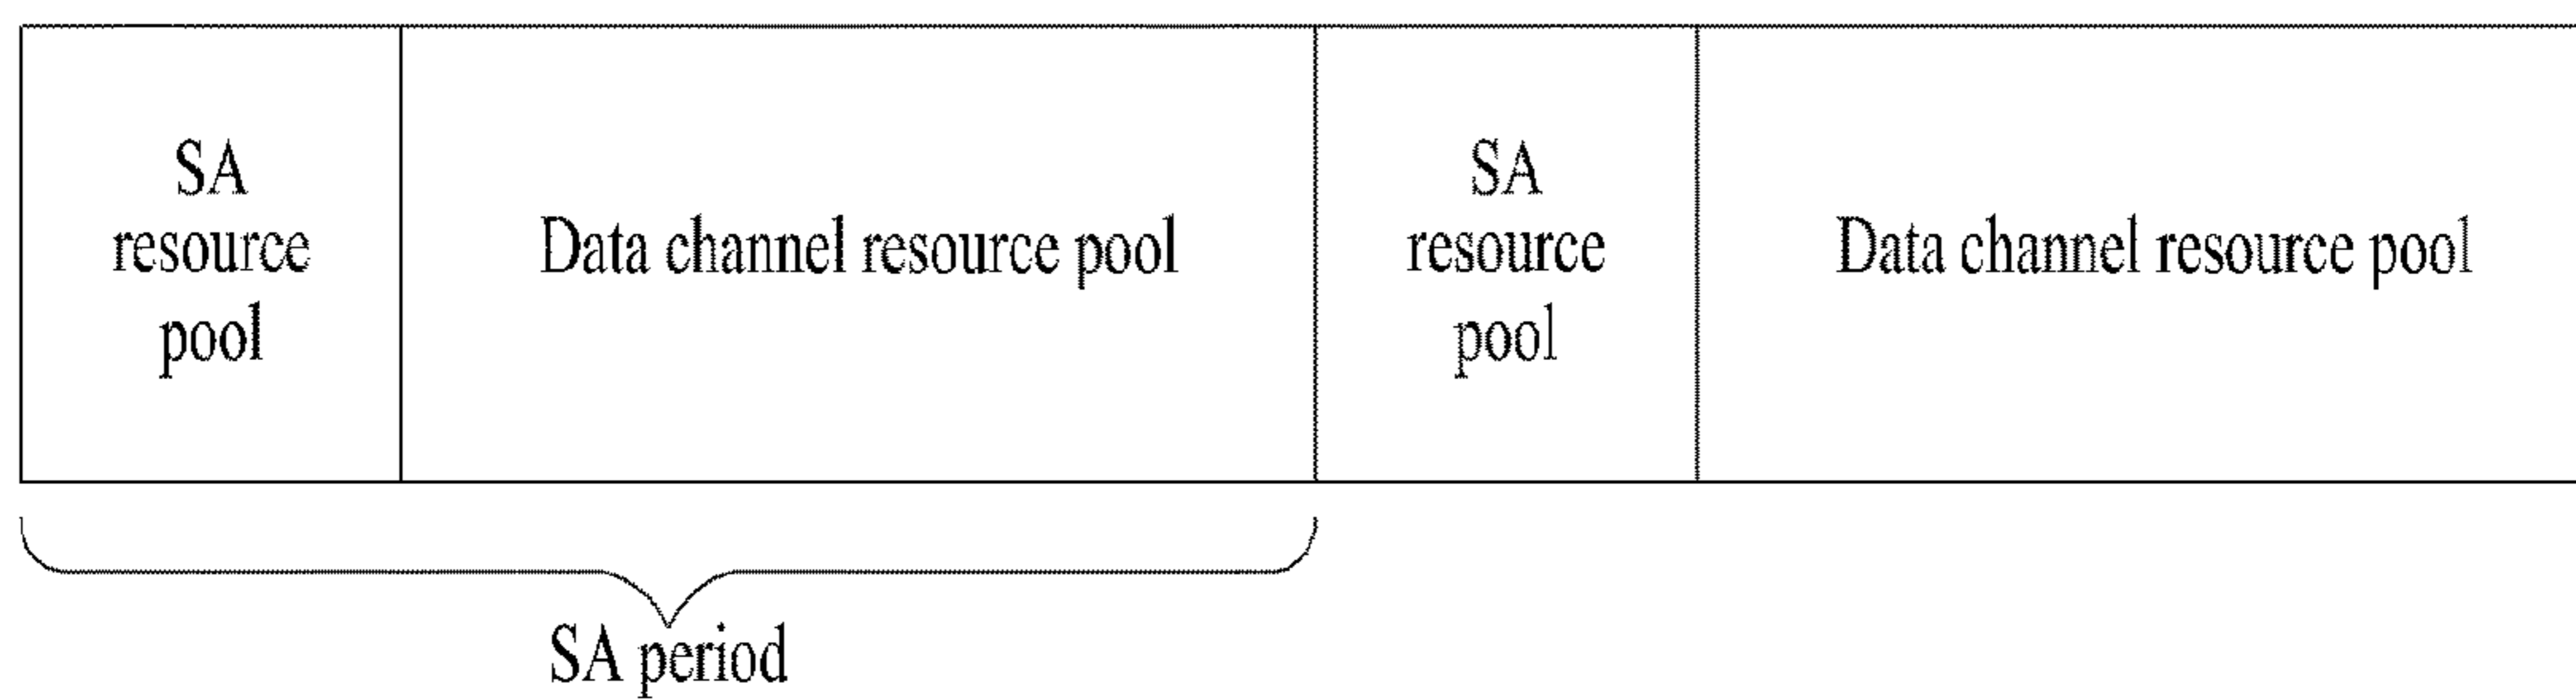 SA
resource
pool
Data channel resource pool
SA
resource
pool
Data channel resource pool
SA period